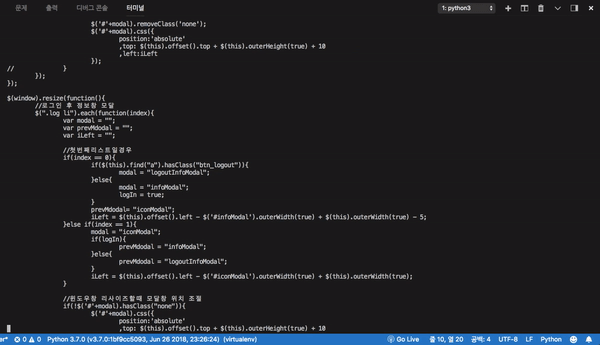 문제 출력 디버그 콘솔 터미널 1: python3
$('#'+modal).removeClass('none');
$('#'+modal).css({
position:'absolute'
,top: $(this).offset().top + $(this).outerHeight(true) + 10
,left:iLeft
});
// }
});
});
$(window).resize(function(){
//로그인 후 정보창 모달
$(".log li").each(function(index){
var modal = "";
var prevMdodal = "";
var iLeft = "";
//첫번째리스트일경우
if(index == 0){
if($(this).find("a").hasClass("btn_logout")){
modal = "logoutInfoModal";
}else{
modal = "infoModal";
logIn = true;
}
prevMdodal= "iconModal";
iLeft = $(this).offset().left - $('#infoModal').outerWidth(true) + $(this).outerWidth(true) - 5;
}else if(index == 1){
modal = "iconModal";
if(logIn){
prevMdodal = "infoModal";
}else{
prevMdodal = "logoutInfoModal";
}
iLeft = $(this).offset().left - $('#iconModal').outerWidth(true) + $(this).outerWidth(true);
}
//윈도우창 리사이즈할때 모달창 위치 조절
if(!$('#'+modal).hasClass("none")){
$('#'+modal).css({
position:'absolute'
,top: $(this).offset().top + $(this).outerHeight(true) + 10
er* 0 0 Python 3.7.0 (v3.7.0:1bf9cc5093, Jun 26 2018, 23:26:24) (virtualenv) Go Live 줄 10, 열 20 공백: 4 UTF-8 LF Python